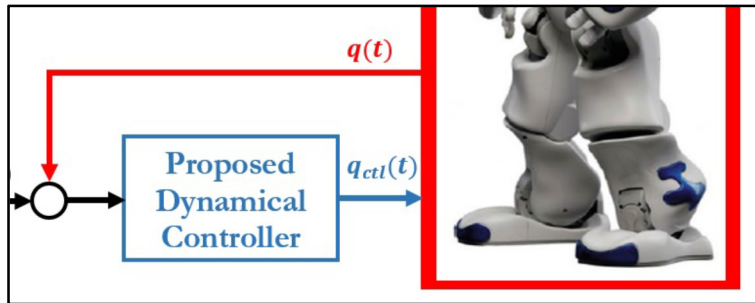 q(t)
Proposed
Dynamical
Controller
q_ctl(t)